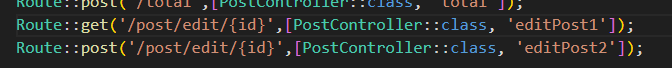 Route::post('/total',[PostController::class, 'total']);
Route::get('/post/edit/{id}',[PostController::class, 'editPost1']);
Route::post('/post/edit/{id}',[PostController::class, 'editPost2']);